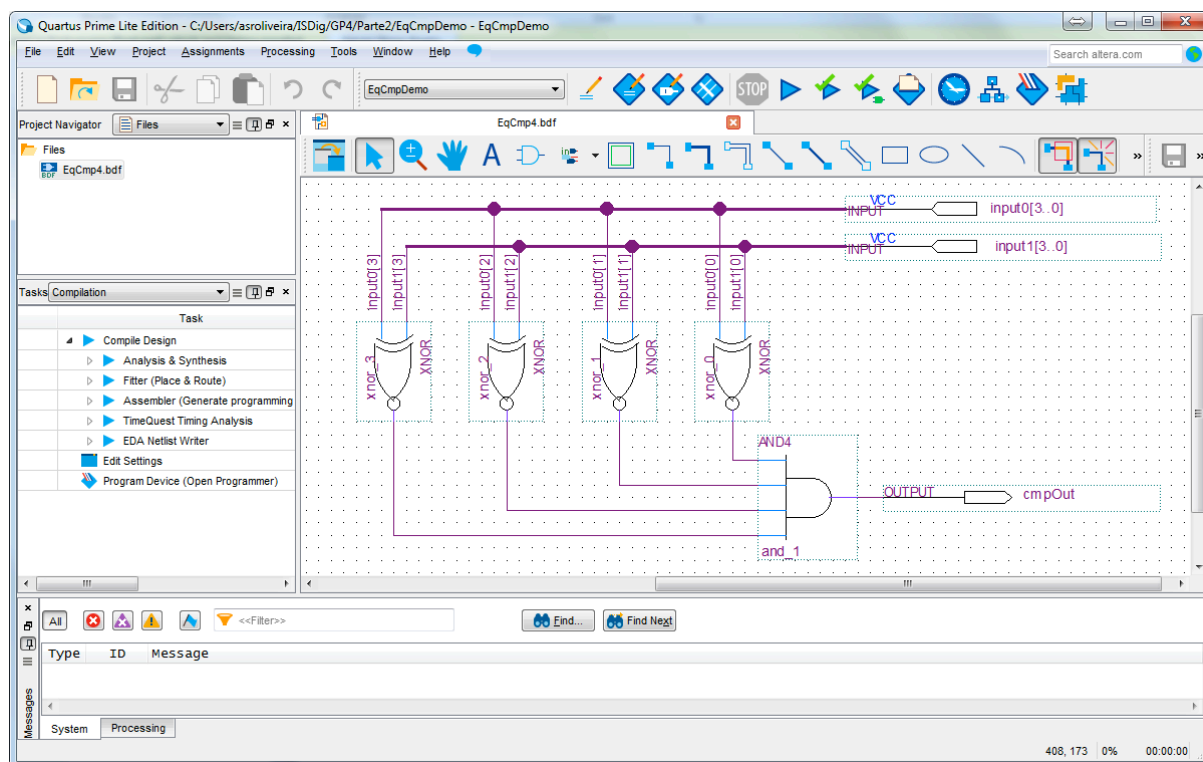 Quartus Prime Lite Edition - C:/Users/asroliveira/ISDig/GP4/Parte2/EqCmpDemo - EqCmpDemo
File Edit View Project Assignments Processing Tools Window Help
Search altera.com
EqCmpDemo
STOP
Project Navigator Files
Files
BDF EqCmp4.bdf
Tasks Compilation
Task
Compile Design
Analysis & Synthesis
Fitter (Place & Route)
Assembler (Generate programming
TimeQuest Timing Analysis
EDA Netlist Writer
Edit Settings
Program Device (Open Programmer)
EqCmp4.bdf
A
»
»
VCC
INPUT
input0[3..0]
VCC
INPUT
input1[3..0]
input0[3]
input1[3]
input0[2]
input1[2]
input0[1]
input1[1]
input0[0]
input1[0]
xnor_3
XNOR
xnor_2
XNOR
xnor_1
XNOR
xnor_0
XNOR
AND4
and_1
OUTPUT
cmpOut
Messages
All
<<Filter>>
Find...
Find Next
Type ID Message
System Processing
408, 173 0% 00:00:00